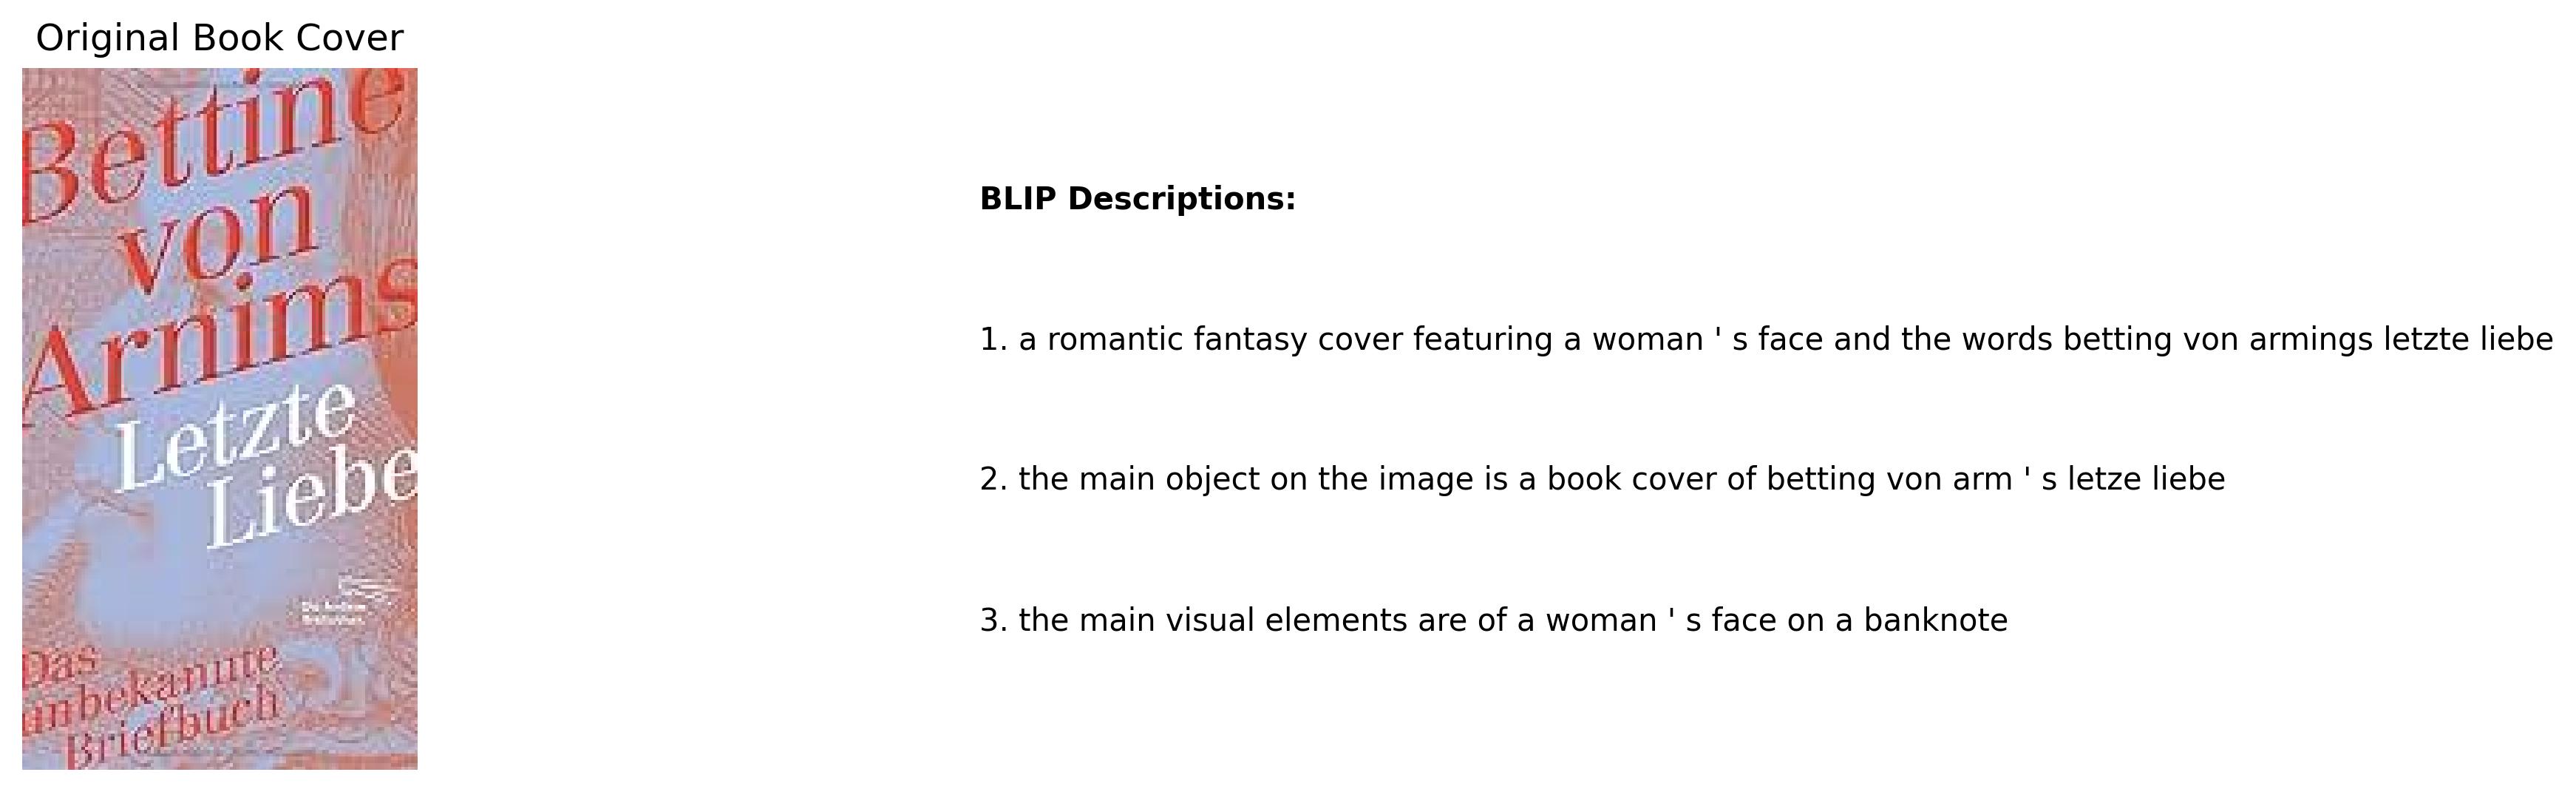 Original Book Cover
Bettine
von
Arnims
Letzte
Liebe
Die Andere
Bibliothek
Das
unbekannte
Briefbuch
BLIP Descriptions:
1. a romantic fantasy cover featuring a woman ' s face and the words betting von armings letzte liebe
2. the main object on the image is a book cover of betting von arm ' s letze liebe
3. the main visual elements are of a woman ' s face on a banknote